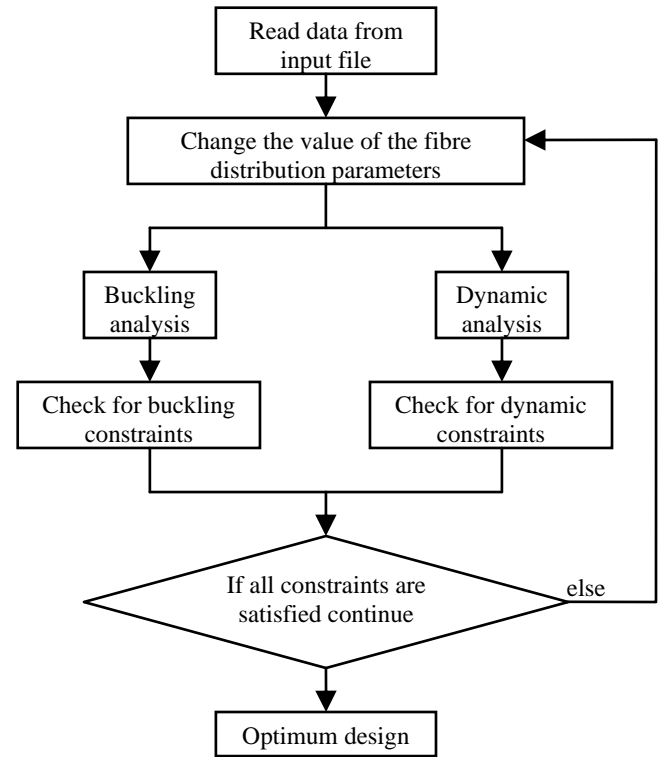 Read data from
input file
Change the value of the fibre
distribution parameters
Buckling
analysis
Dynamic
analysis
Check for buckling
constraints
Check for dynamic
constraints
If all constraints are
satisfied continue
else
Optimum design